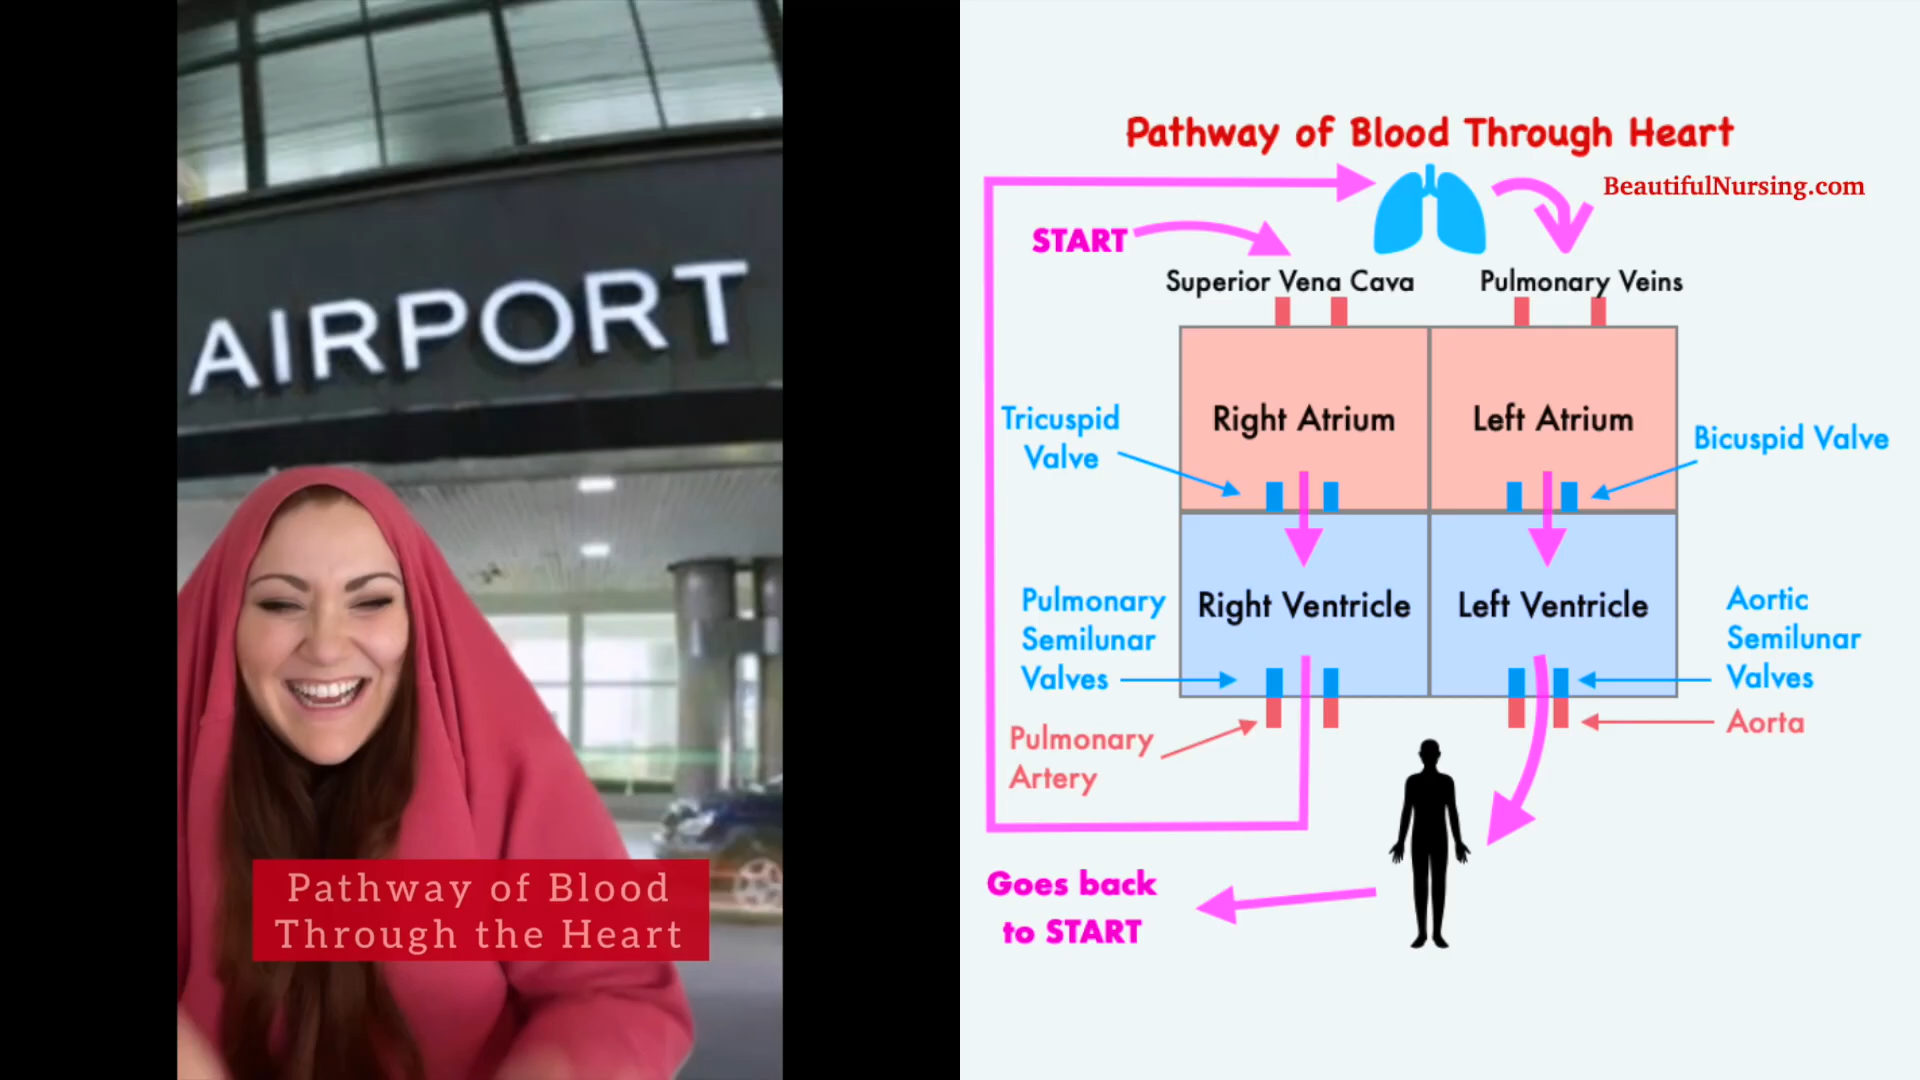 AIRPORT
Pathway of Blood
Through the Heart
Pathway of Blood Through Heart
BeautifulNursing.com
START
Superior Vena Cava
Pulmonary Veins
Tricuspid
Valve
Right Atrium
Left Atrium
Bicuspid Valve
Pulmonary
Semilunar
Valves
Right Ventricle
Left Ventricle
Aortic
Semilunar
Valves
Pulmonary
Artery
Aorta
Goes back
to START